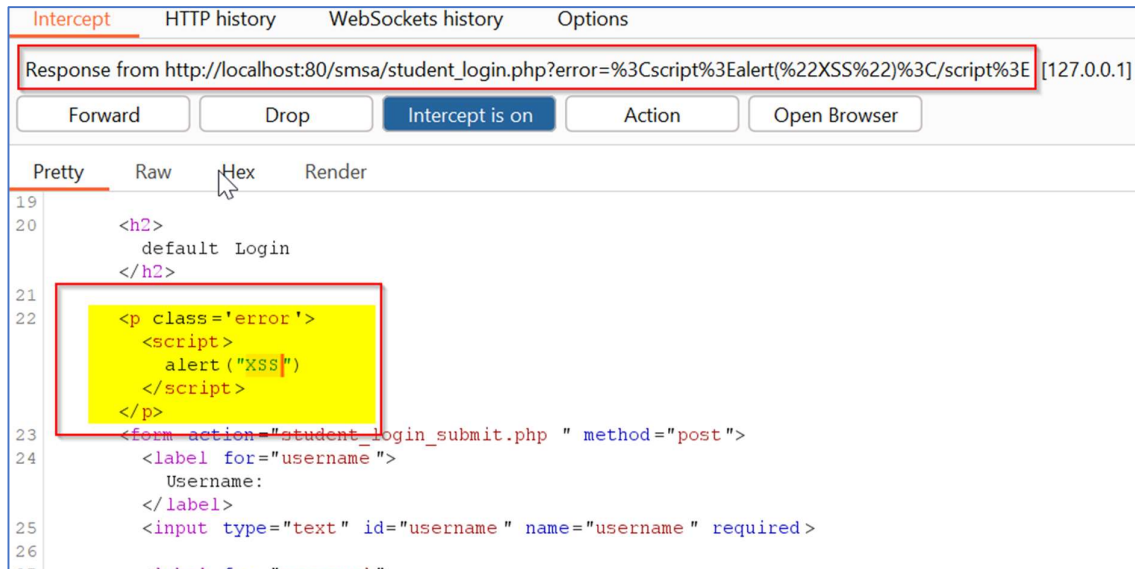 Intercept HTTP history WebSockets history Options
Response from http://localhost:80/smsa/student_login.php?error=%3Cscript%3Ealert(%22XSS%22)%3C/script%3E [127.0.0.1]
Forward Drop Intercept is on Action Open Browser
Pretty Raw Hex Render
19
20 <h2>
default Login
</h2>
21
22 <p class='error'>
<script>
alert("XSS")
</script>
</p>
23 <form action="student_login_submit.php " method="post">
24 <label for="username">
Username:
</label>
25 <input type="text" id="username" name="username" required>
26